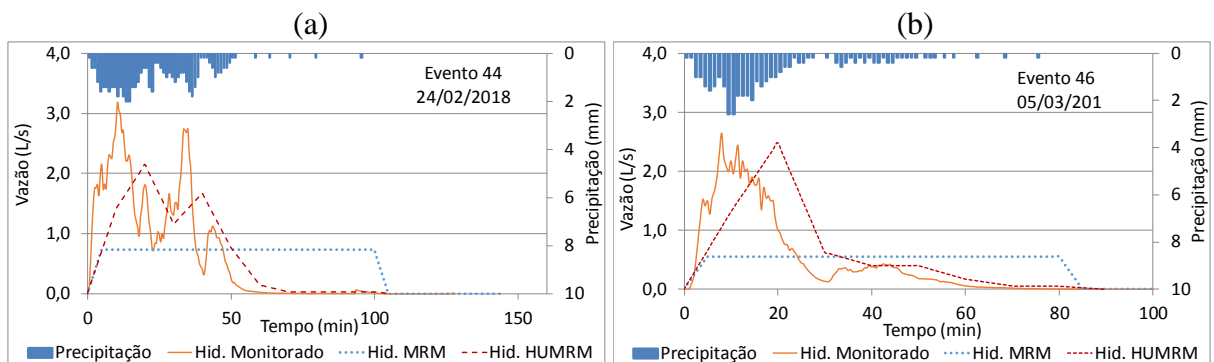 (a)
4,0
3,0
2,0
1,0
0,0
Vazão (L/s)
0
2
4
6
8
10
Precipitação (mm)
Evento 44
24/02/2018
0
50
100
150
Tempo (min)
Precipitação
Hid. Monitorado
Hid. MRM
Hid. HUMRM
(b)
4,0
3,0
2,0
1,0
0,0
Vazão (L/s)
0
2
4
6
8
10
Precipitação (mm)
Evento 46
05/03/201
0
20
40
60
80
100
Tempo (min)
Precipitação
Hid. Monitorado
Hid. MRM
Hid. HUMRM